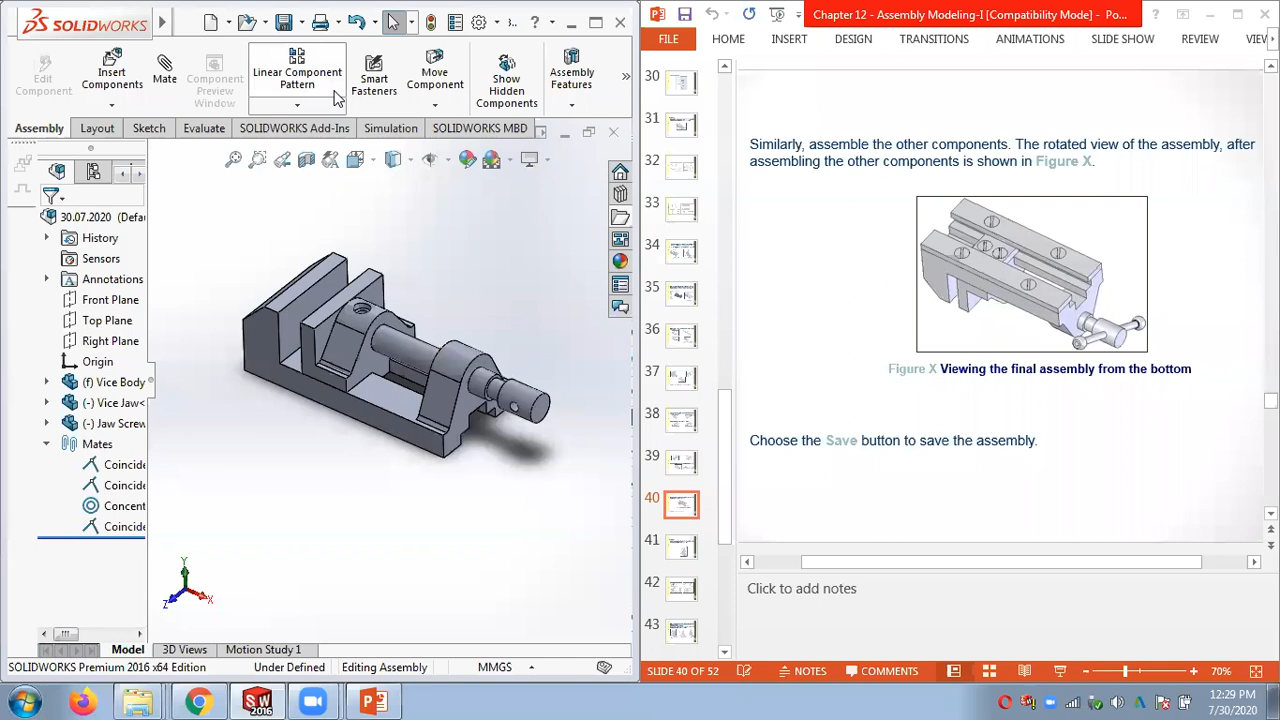 SOLIDWORKS
Edit Component
Insert Components
Mate
Component Preview Window
Linear Component Pattern
Smart Fasteners
Move Component
Show Hidden Components
Assembly Features
Assembly
Layout
Sketch
Evaluate
SOLIDWORKS Add-Ins
Simulation
SOLIDWORKS MBD
30.07.2020 (Defa
History
Sensors
Annotations
Front Plane
Top Plane
Right Plane
Origin
(f) Vice Body
(-) Vice Jaw<
(-) Jaw Screw
Mates
Coincide
Coincide
Concen
Coincide
Y
Z
X
Model
3D Views
Motion Study 1
SOLIDWORKS Premium 2016 x64 Edition
Under Defined
Editing Assembly
MMGS
Chapter 12 - Assembly Modeling-I [Compatibility Mode] - Po...
FILE
HOME
INSERT
DESIGN
TRANSITIONS
ANIMATIONS
SLIDE SHOW
REVIEW
VIEW
30
31
32
33
34
35
36
37
38
39
40
41
42
43
Similarly, assemble the other components. The rotated view of the assembly, after
assembling the other components is shown in Figure X.
Figure X Viewing the final assembly from the bottom
Choose the Save button to save the assembly.
Click to add notes
SLIDE 40 OF 52
NOTES
COMMENTS
70%
SW 2016
12:29 PM
7/30/2020